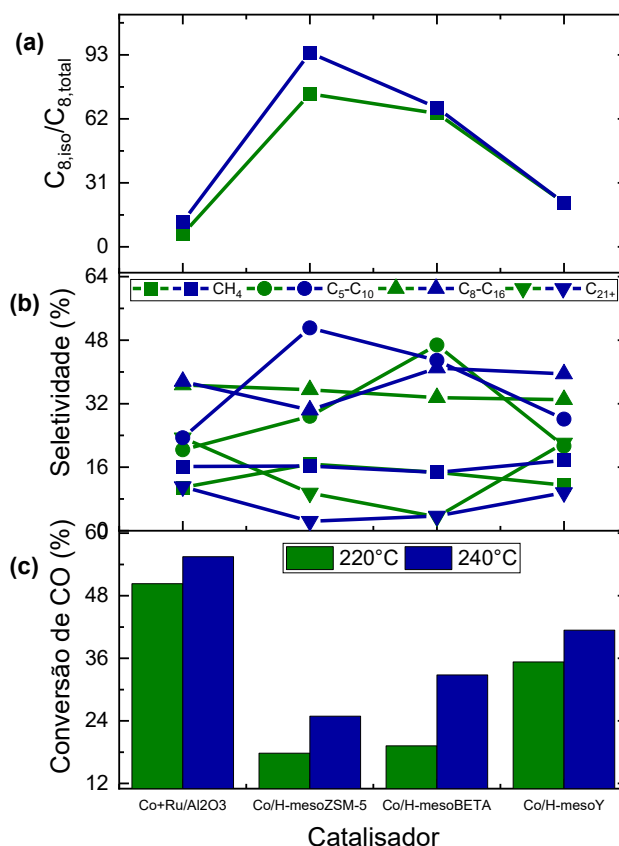 (a)
C8,iso/C8,total
93
62
31
0
(b)
Seletividade (%)
CH4 C5-C10 C8-C16 C21+
64
48
32
16
0
(c)
Conversão de CO (%)
220°C 240°C
60
48
36
24
12
Co+Ru/Al2O3 Co/H-mesoZSM-5 Co/H-mesoBETA Co/H-mesoY
Catalisador